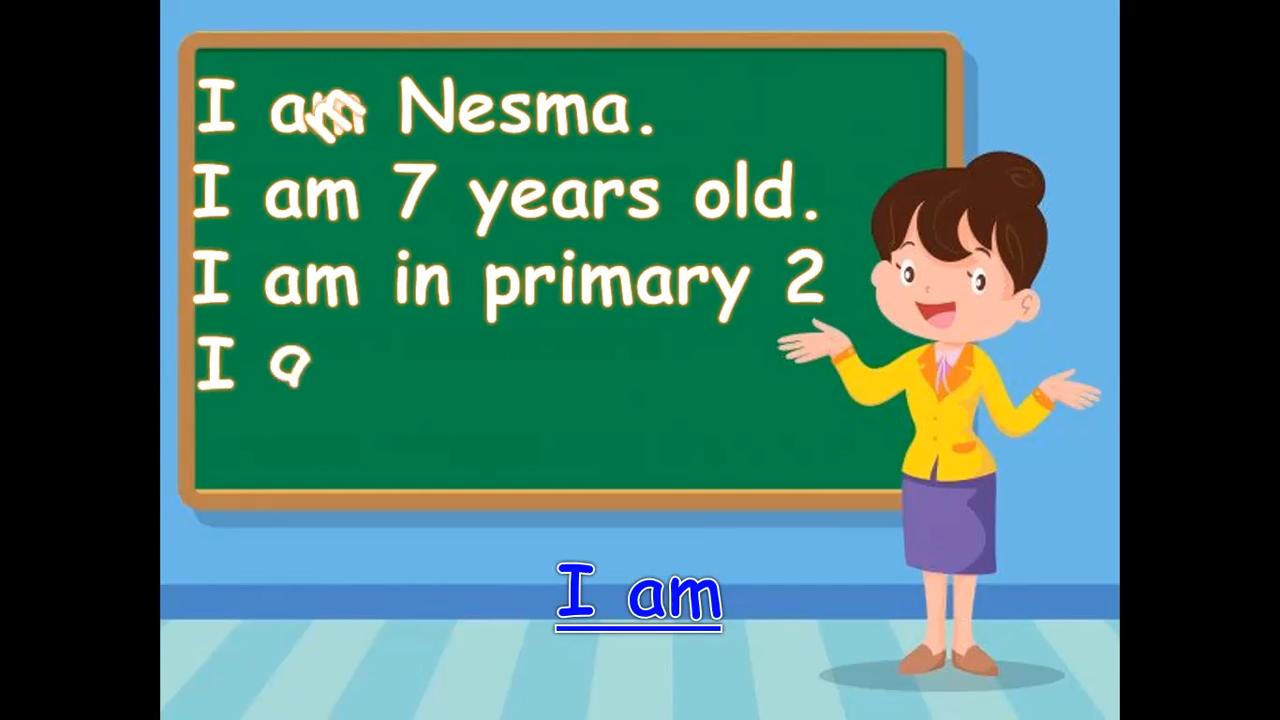 I am Nesma.
I am 7 years old.
I am in primary 2
I a
I am